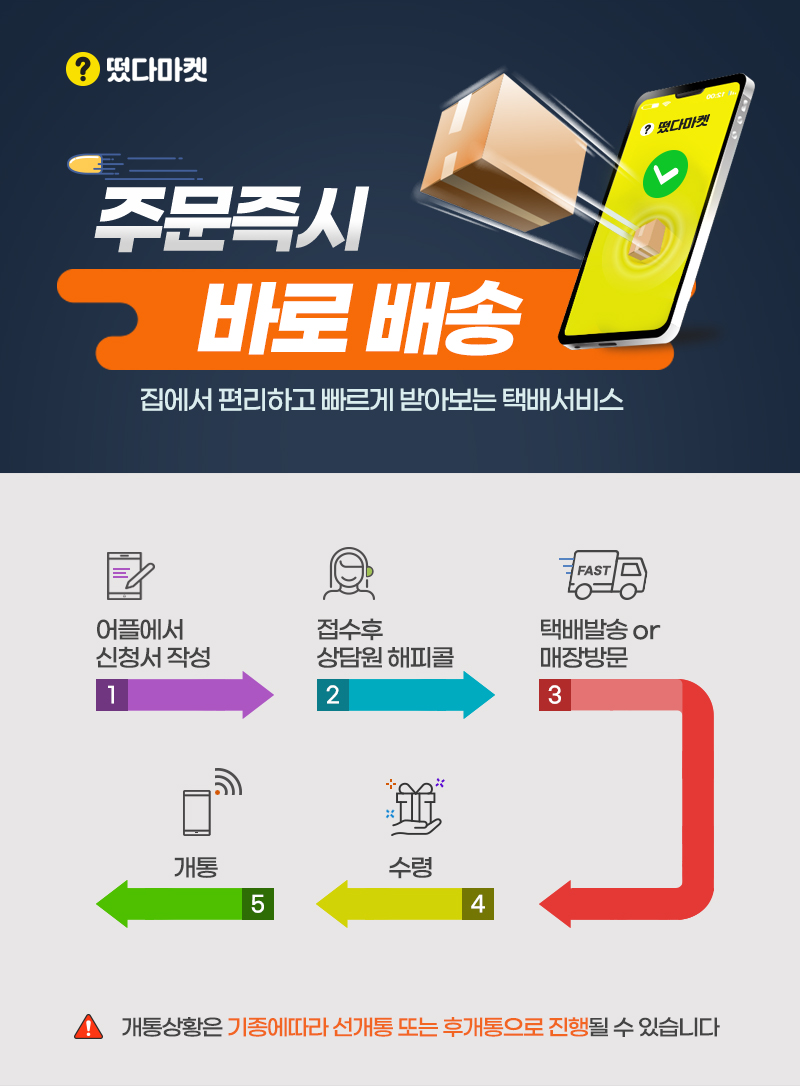 ? 떴다마켓
? 떴다마켓
주문즉시
바로 배송
집에서 편리하고 빠르게 받아보는 택배서비스
어플에서
신청서 작성
1
접수후
상담원 해피콜
2
FAST
택배발송 or
매장방문
3
수령
4
개통
5
! 개통상황은 기종에따라 선개통 또는 후개통으로 진행될 수 있습니다